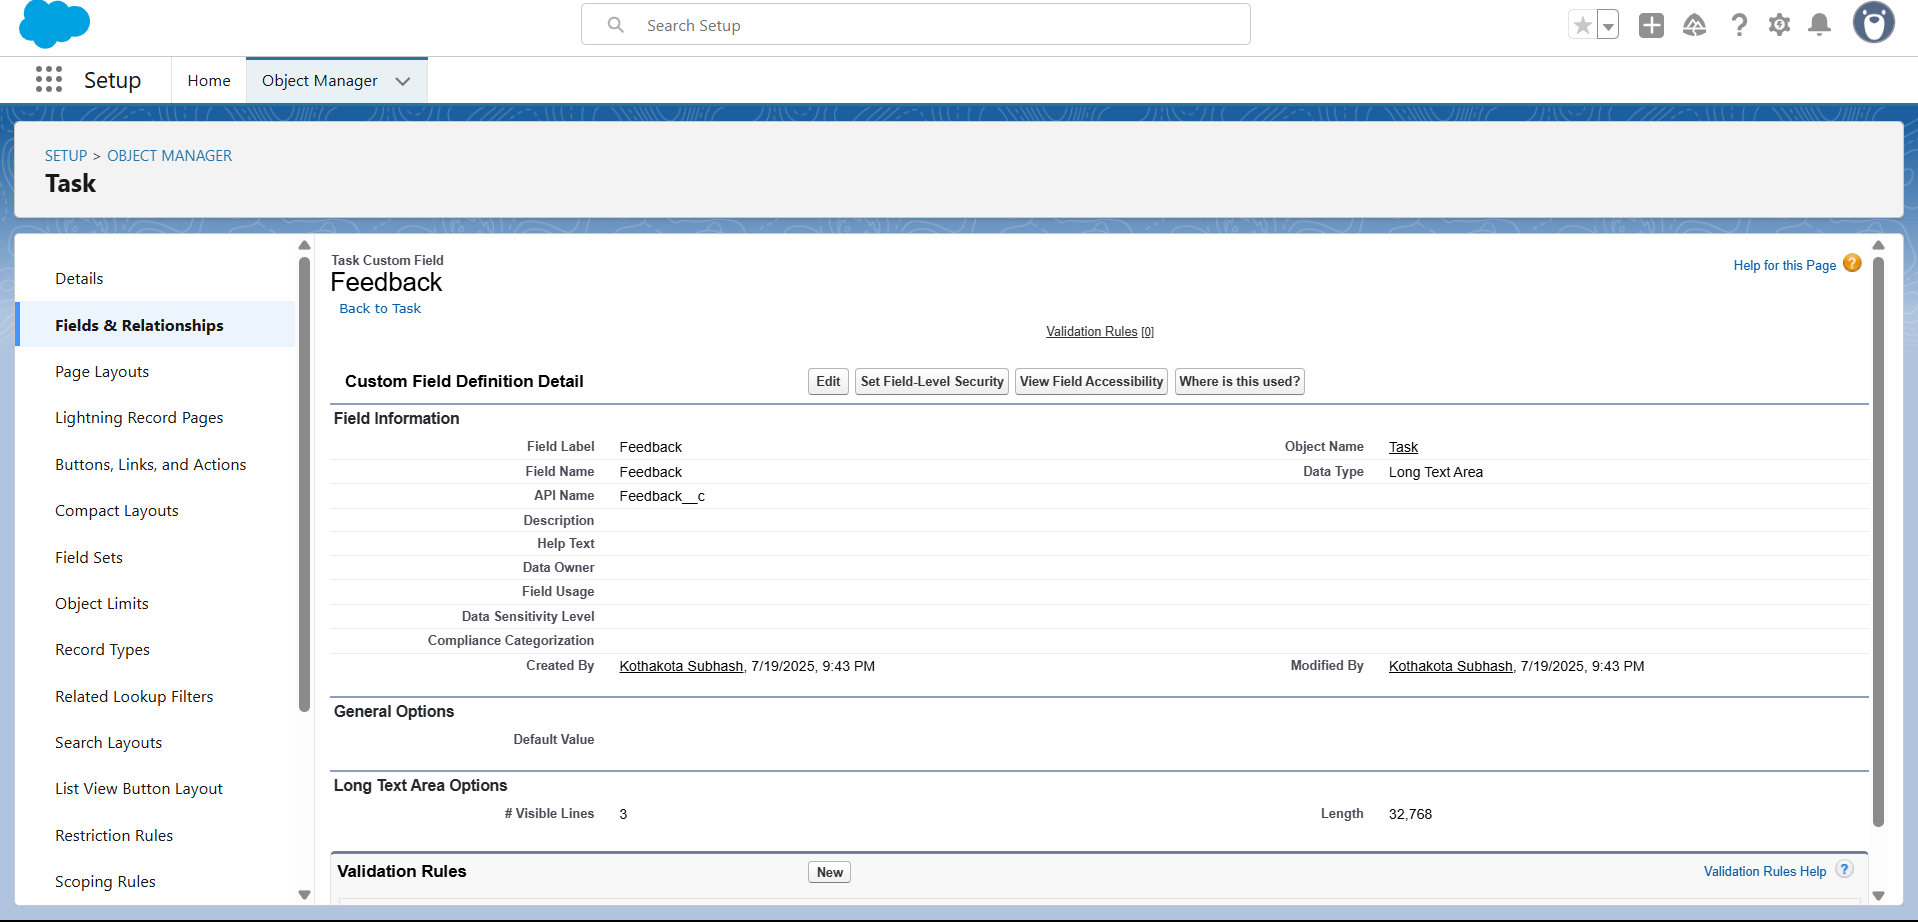 Search Setup
Setup
Home
Object Manager
SETUP > OBJECT MANAGER
Task
Details
Fields & Relationships
Page Layouts
Lightning Record Pages
Buttons, Links, and Actions
Compact Layouts
Field Sets
Object Limits
Record Types
Related Lookup Filters
Search Layouts
List View Button Layout
Restriction Rules
Scoping Rules
Task Custom Field
Feedback
Back to Task
Help for this Page ?
Validation Rules [0]
Custom Field Definition Detail
Edit
Set Field-Level Security
View Field Accessibility
Where is this used?
Field Information
Field Label Feedback Object Name Task
Field Name Feedback Data Type Long Text Area
API Name Feedback__c
Description
Help Text
Data Owner
Field Usage
Data Sensitivity Level
Compliance Categorization
Created By Kothakota Subhash, 7/19/2025, 9:43 PM Modified By Kothakota Subhash, 7/19/2025, 9:43 PM
General Options
Default Value
Long Text Area Options
# Visible Lines 3 Length 32,768
Validation Rules
New
Validation Rules Help ?